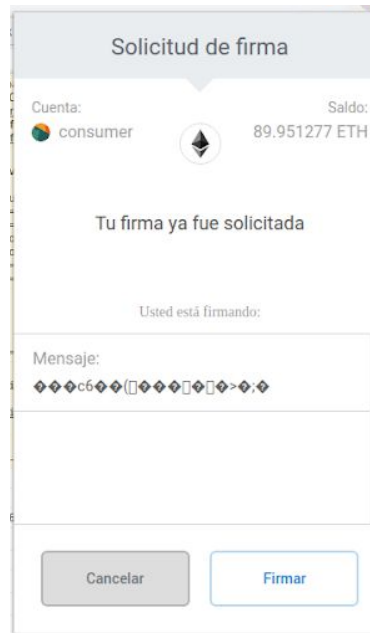 Solicitud de firma
Cuenta:
Saldo:
consumer
89.951277 ETH
Tu firma ya fue solicitada
Usted está firmando:
Mensaje:
���c6��(▯���▯�▯�>�;�
Cancelar
Firmar